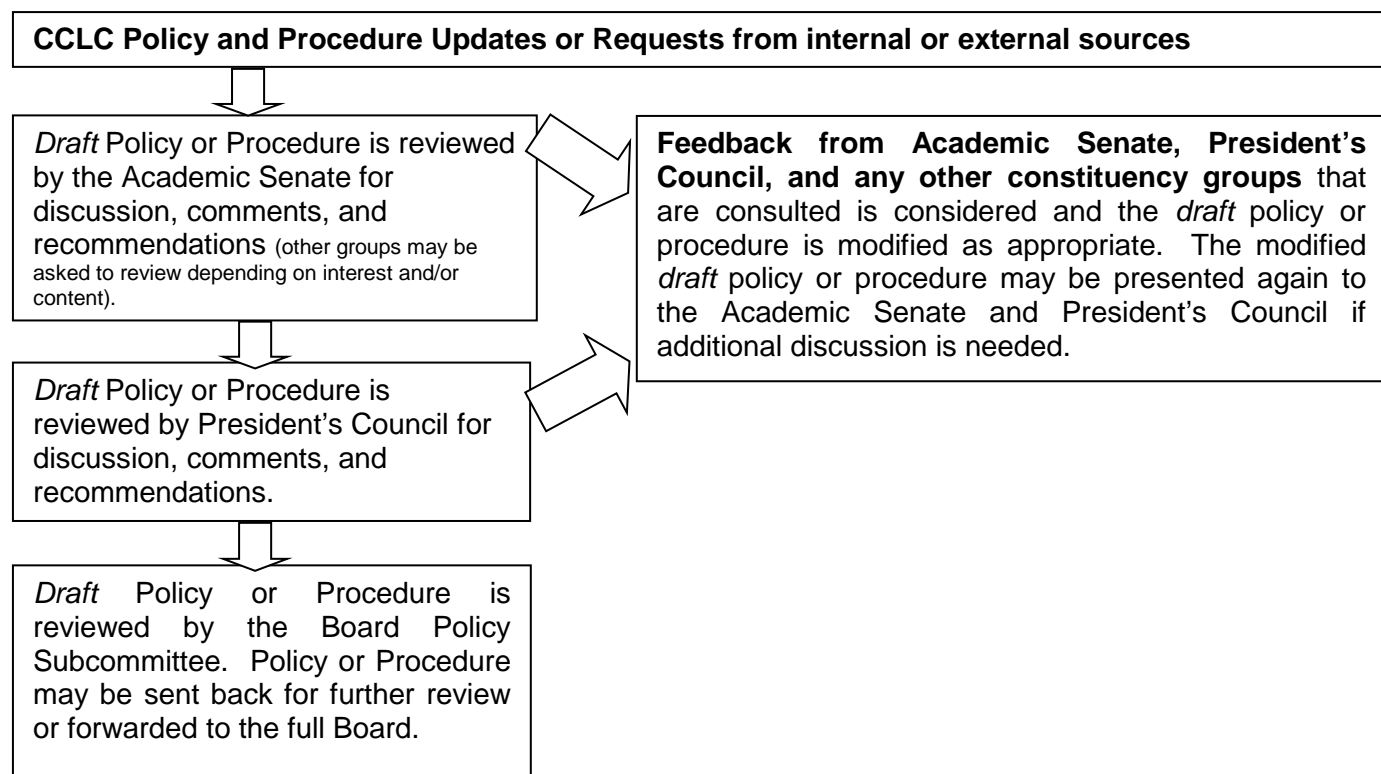 CCLC Policy and Procedure Updates or Requests from internal or external sources
Draft Policy or Procedure is reviewed
by the Academic Senate for
discussion, comments, and
recommendations (other groups may be
asked to review depending on interest and/or
content).
Feedback from Academic Senate, President’s
Council, and any other constituency groups that
are consulted is considered and the draft policy or
procedure is modified as appropriate. The modified
draft policy or procedure may be presented again to
the Academic Senate and President’s Council if
additional discussion is needed.
Draft Policy or Procedure is
reviewed by President’s Council for
discussion, comments, and
recommendations.
Draft Policy or Procedure is
reviewed by the Board Policy
Subcommittee. Policy or Procedure
may be sent back for further review
or forwarded to the full Board.